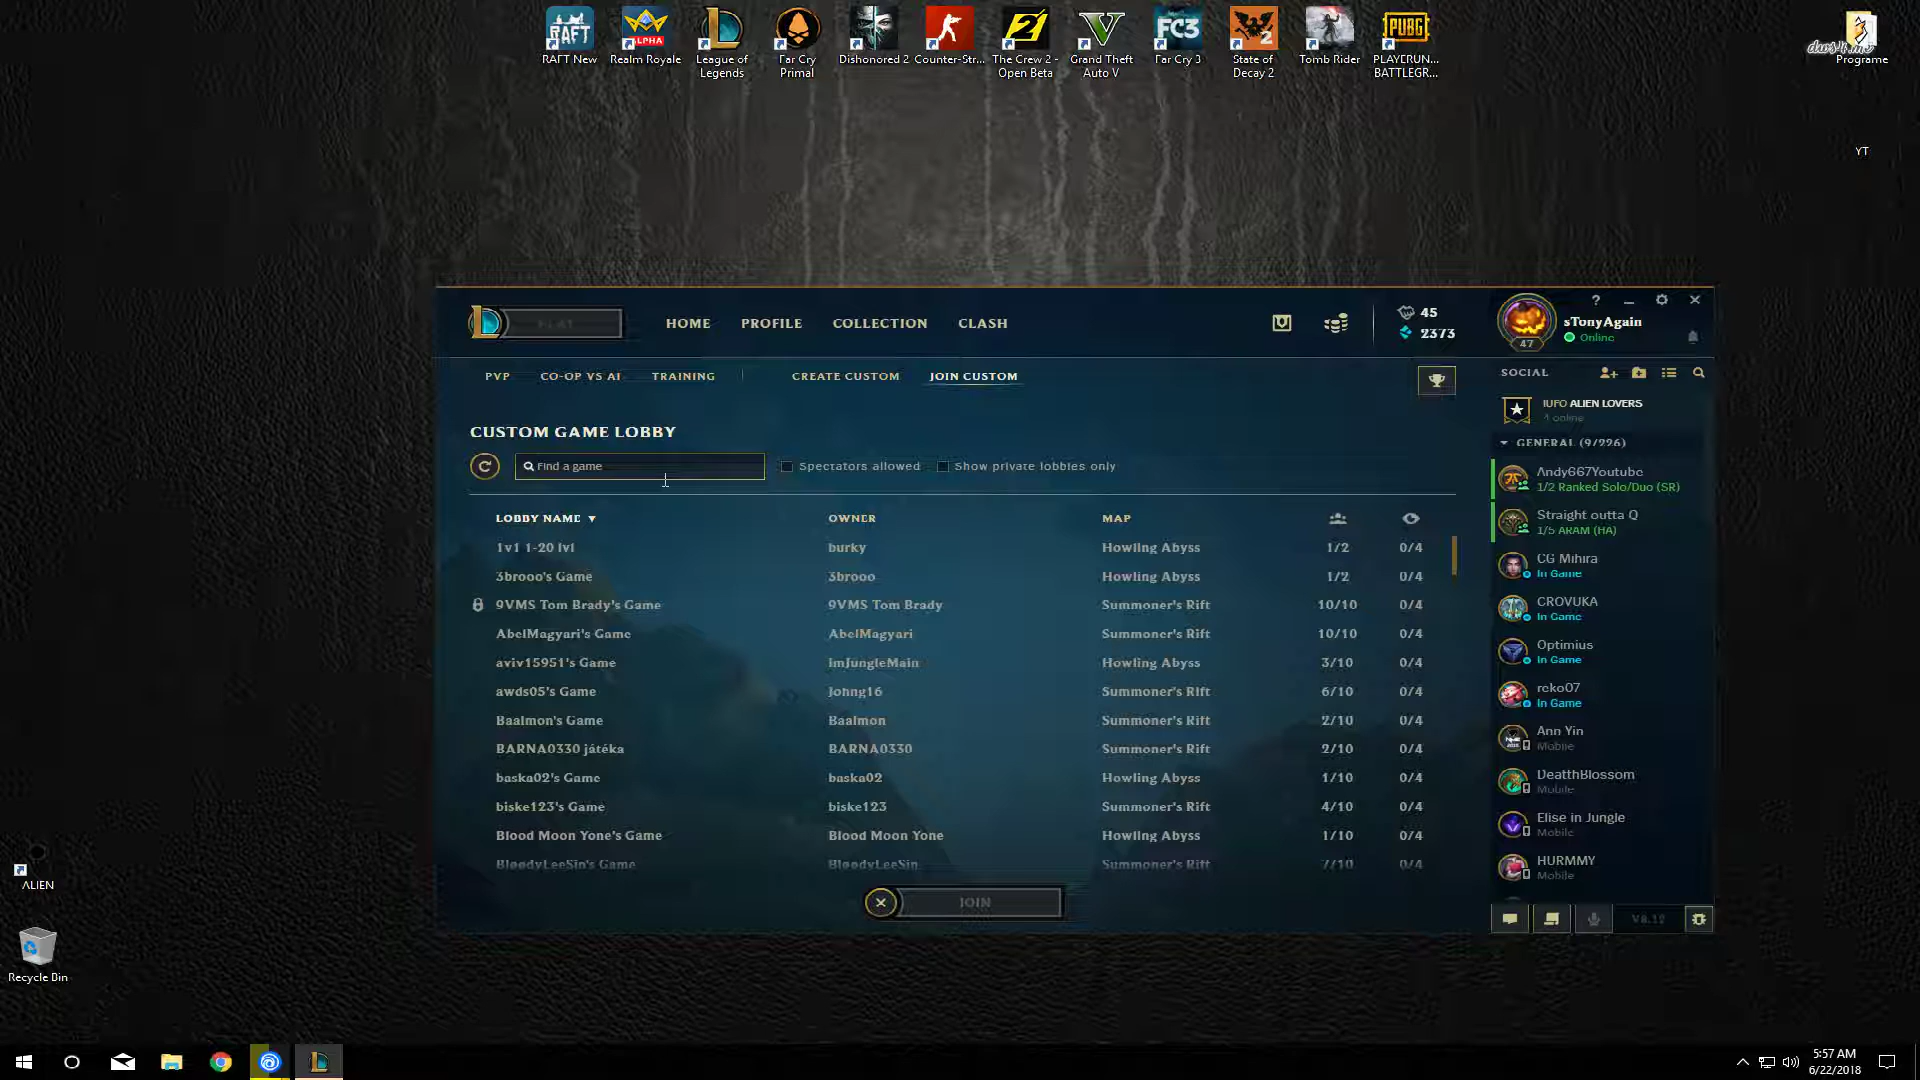 RAFT New
Realm Royale
League of Legends
Far Cry Primal
Dishonored 2
Counter-Str...
The Crew 2 - Open Beta
Grand Theft Auto V
Far Cry 3
State of Decay 2
Tomb Rider
PLAYERUN... BATTLEGR...
Programe
YT
PLAY
HOME
PROFILE
COLLECTION
CLASH
45
2373
47
sTonyAgain
Online
PVP
CO-OP VS AI
TRAINING
CREATE CUSTOM
JOIN CUSTOM
SOCIAL
CUSTOM GAME LOBBY
Find a game
Spectators allowed
Show private lobbies only
LOBBY NAME OWNER MAP
1v1 1-20 lvl burky Howling Abyss 1/2 0/4
3brooo's Game 3brooo Howling Abyss 1/2 0/4
9VMS Tom Brady's Game 9VMS Tom Brady Summoner's Rift 10/10 0/4
AbelMagyari's Game AbelMagyari Summoner's Rift 10/10 0/4
aviv15951's Game imJungleMain Howling Abyss 3/10 0/4
awds05's Game Johng16 Summoner's Rift 6/10 0/4
Baalmon's Game Baalmon Summoner's Rift 2/10 0/4
BARNA0330 játéka BARNA0330 Summoner's Rift 2/10 0/4
baska02's Game baska02 Howling Abyss 1/10 0/4
biske123's Game biske123 Summoner's Rift 4/10 0/4
Blood Moon Yone's Game Blood Moon Yone Howling Abyss 1/10 0/4
BløødyLeeSin's Game BløødyLeeSin Summoner's Rift 7/10 0/4
JOIN
ALIEN LOVERS
4 online
GENERAL (9/226)
Andy667Youtube
1/2 Ranked Solo/Duo (SR)
Straight outta Q
1/5 ARAM (HA)
CG Mihira
In Game
CROVUKA
In Game
Optimius
In Game
reko07
In Game
Ann Yin
Mobile
DeatthBlossom
Mobile
Elise in Jungle
Mobile
HURMMY
Mobile
V8.12
ALIEN
Recycle Bin
5:57 AM
6/22/2018